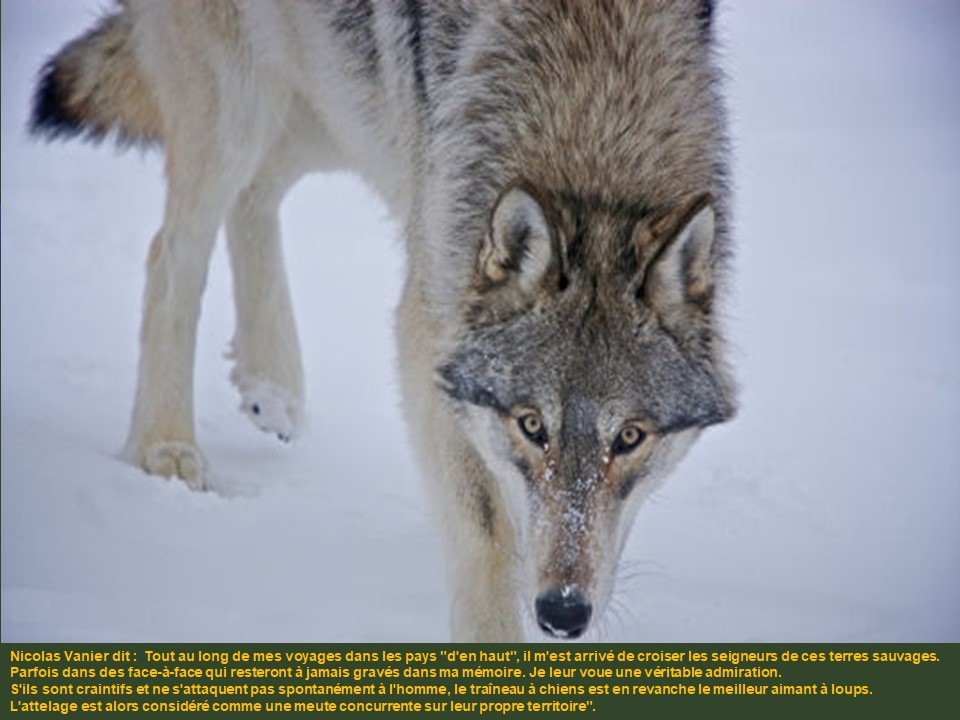 Nicolas Vanier dit :  Tout au long de mes voyages dans les pays "d'en haut", il m'est arrivé de croiser les seigneurs de ces terres sauvages.
Parfois dans des face-à-face qui resteront à jamais gravés dans ma mémoire. Je leur voue une véritable admiration.
S'ils sont craintifs et ne s'attaquent pas spontanément à l'homme, le traîneau à chiens est en revanche le meilleur aimant à loups.
L'attelage est alors considéré comme une meute concurrente sur leur propre territoire".